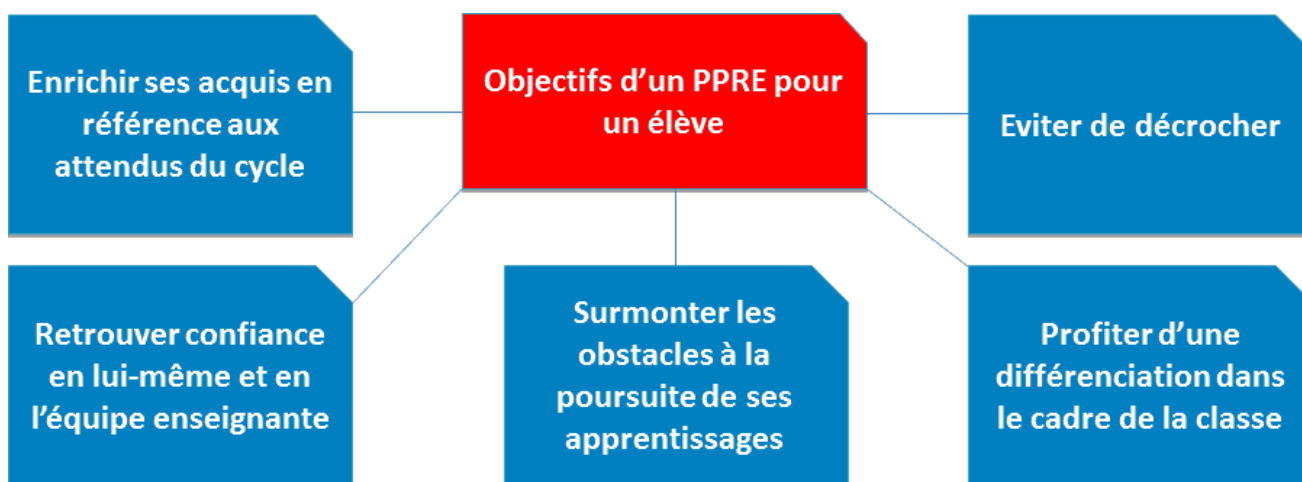 Enrichir ses acquis en
référence aux
attendus du cycle
Objectifs d’un PPRE pour
un élève
Eviter de décrocher
Retrouver confiance
en lui-même et en
l’équipe enseignante
Surmonter les
obstacles à la
poursuite de ses
apprentissages
Profiter d’une
différenciation dans
le cadre de la classe